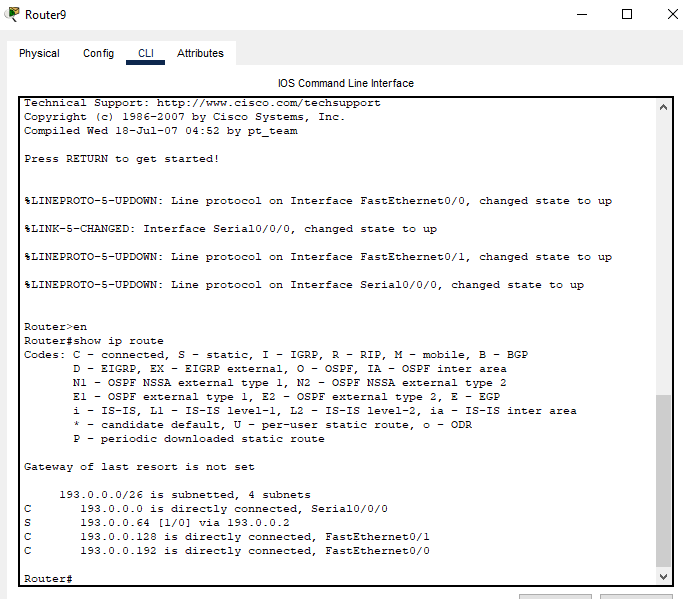 Router9
Physical Config CLI Attributes
IOS Command Line Interface
Technical Support: http://www.cisco.com/techsupport
Copyright (c) 1986-2007 by Cisco Systems, Inc.
Compiled Wed 18-Jul-07 04:52 by pt_team
Press RETURN to get started!
%LINEPROTO-5-UPDOWN: Line protocol on Interface FastEthernet0/0, changed state to up
%LINK-5-CHANGED: Interface Serial0/0/0, changed state to up
%LINEPROTO-5-UPDOWN: Line protocol on Interface FastEthernet0/1, changed state to up
%LINEPROTO-5-UPDOWN: Line protocol on Interface Serial0/0/0, changed state to up
Router>en
Router#show ip route
Codes: C - connected, S - static, I - IGRP, R - RIP, M - mobile, B - BGP
D - EIGRP, EX - EIGRP external, O - OSPF, IA - OSPF inter area
N1 - OSPF NSSA external type 1, N2 - OSPF NSSA external type 2
E1 - OSPF external type 1, E2 - OSPF external type 2, E - EGP
i - IS-IS, L1 - IS-IS level-1, L2 - IS-IS level-2, ia - IS-IS inter area
* - candidate default, U - per-user static route, o - ODR
P - periodic downloaded static route
Gateway of last resort is not set
193.0.0.0/26 is subnetted, 4 subnets
C 193.0.0.0 is directly connected, Serial0/0/0
S 193.0.0.64 [1/0] via 193.0.0.2
C 193.0.0.128 is directly connected, FastEthernet0/1
C 193.0.0.192 is directly connected, FastEthernet0/0
Router#